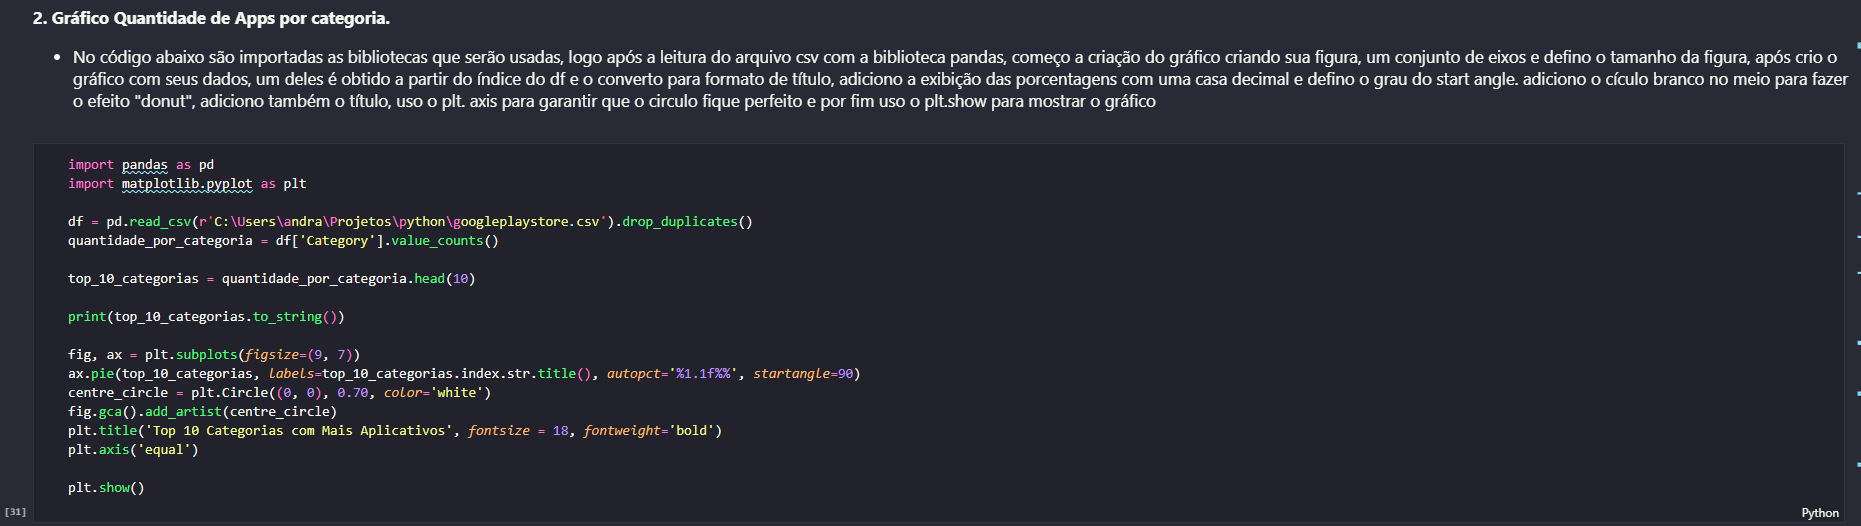 2. Gráfico Quantidade de Apps por categoria.
• No código abaixo são importadas as bibliotecas que serão usadas, logo após a leitura do arquivo csv com a biblioteca pandas, começo a criação do gráfico criando sua figura, um conjunto de eixos e defino o tamanho da figura, após crio o
gráfico com seus dados, um deles é obtido a partir do índice do df e o converto para formato de título, adiciono a exibição das porcentagens com uma casa decimal e defino o grau do start angle. adiciono o cículo branco no meio para fazer
o efeito "donut", adiciono também o título, uso o plt. axis para garantir que o circulo fique perfeito e por fim uso o plt.show para mostrar o gráfico
import pandas as pd
import matplotlib.pyplot as plt
df = pd.read_csv(r'C:\Users\andra\Projetos\python\googleplaystore.csv').drop_duplicates()
quantidade_por_categoria = df['Category'].value_counts()
top_10_categorias = quantidade_por_categoria.head(10)
print(top_10_categorias.to_string())
fig, ax = plt.subplots(figsize=(9, 7))
ax.pie(top_10_categorias, labels=top_10_categorias.index.str.title(), autopct='%1.1f%%', startangle=90)
centre_circle = plt.Circle((0, 0), 0.70, color='white')
fig.gca().add_artist(centre_circle)
plt.title('Top 10 Categorias com Mais Aplicativos', fontsize = 18, fontweight='bold')
plt.axis('equal')
plt.show()
[31]
Python